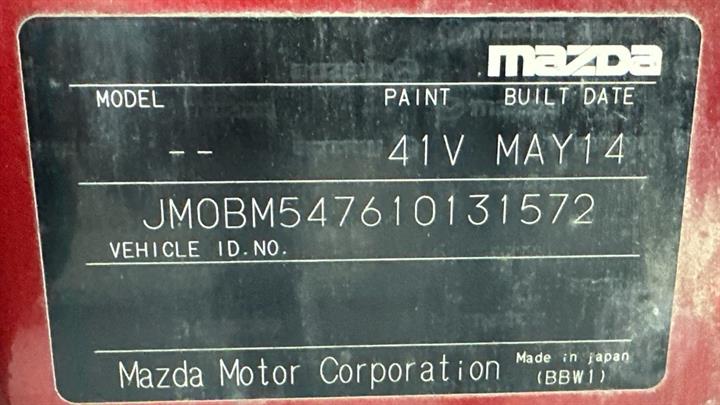 mazda
MODEL PAINT BUILT DATE
-- 41V MAY14
JM0BM547610131572
VEHICLE ID.NO.
Mazda Motor Corporation Made in japan
(BBW1)